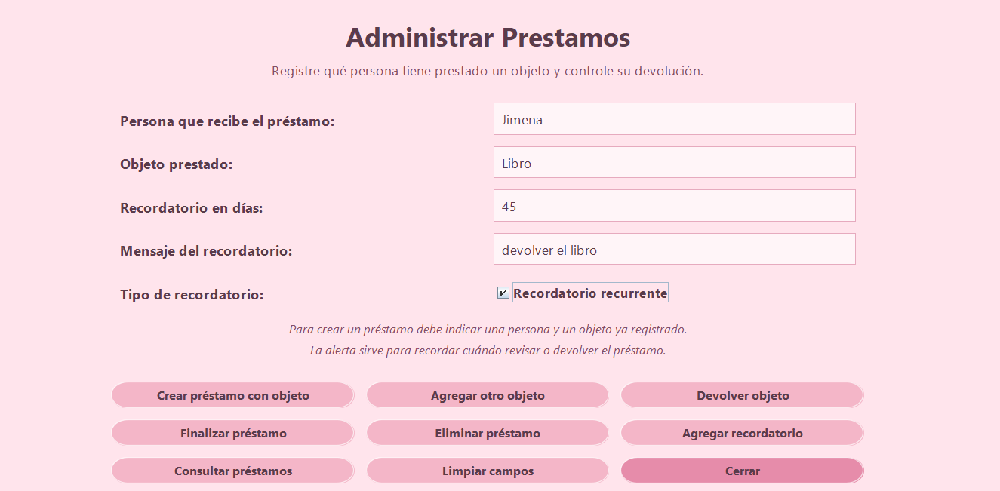 Administrar Prestamos
Registre qué persona tiene prestado un objeto y controle su devolución.
Persona que recibe el préstamo: Jimena
Objeto prestado: Libro
Recordatorio en días: 45
Mensaje del recordatorio: devolver el libro
Tipo de recordatorio: Recordatorio recurrente
Para crear un préstamo debe indicar una persona y un objeto ya registrado.
La alerta sirve para recordar cuándo revisar o devolver el préstamo.
Crear préstamo con objeto Agregar otro objeto Devolver objeto
Finalizar préstamo Eliminar préstamo Agregar recordatorio
Consultar préstamos Limpiar campos Cerrar